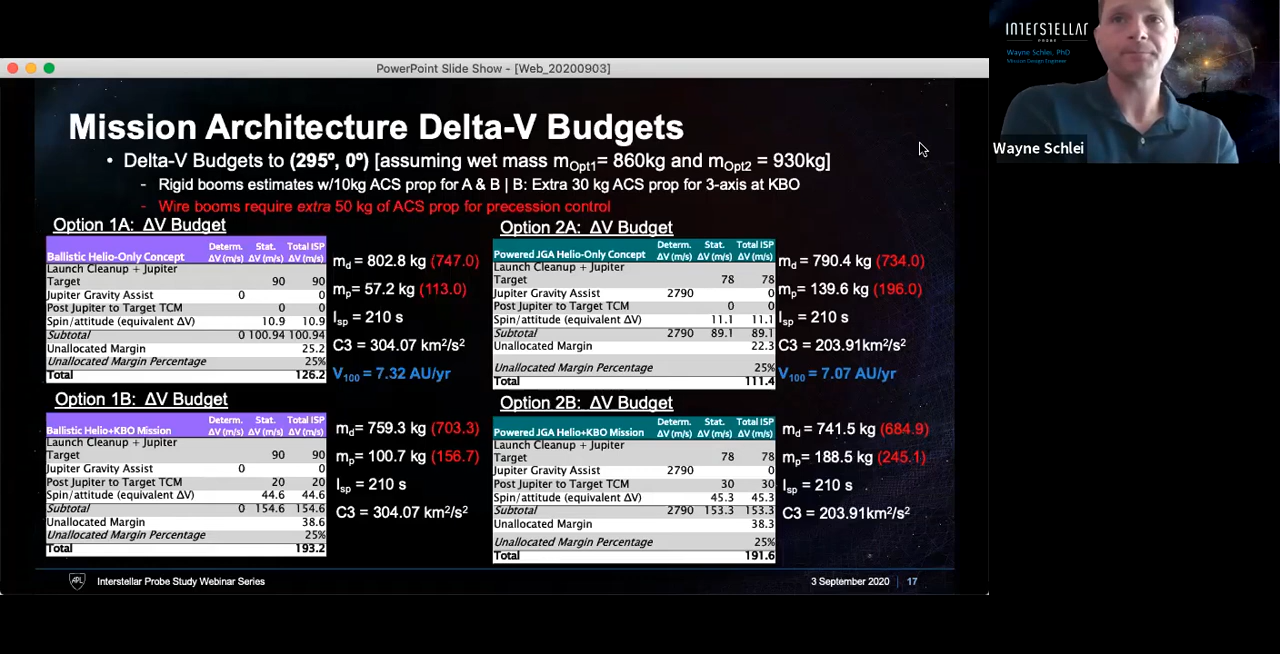 PowerPoint Slide Show - [Web_20200903]
INTERSTELLAR
PROBE
Wayne Schlei, PhD
Mission Design Engineer
Wayne Schlei
Mission Architecture Delta-V Budgets
• Delta-V Budgets to (295º, 0º) [assuming wet mass mOpt1= 860kg and mOpt2 = 930kg]
- Rigid booms estimates w/10kg ACS prop for A & B | B: Extra 30 kg ACS prop for 3-axis at KBO
- Wire booms require extra 50 kg of ACS prop for precession control
Option 1A: ΔV Budget
Ballistic Helio-Only Concept Determ. ΔV (m/s) Stat. ΔV (m/s) Total ISP ΔV (m/s)
Launch Cleanup + Jupiter
Target 90 90
Jupiter Gravity Assist 0 0
Post Jupiter to Target TCM 0 0
Spin/attitude (equivalent ΔV) 10.9 10.9
Subtotal 0 100.94 100.94
Unallocated Margin 25.2
Unallocated Margin Percentage 25%
Total 126.2
md = 802.8 kg (747.0)
mp= 57.2 kg (113.0)
Isp = 210 s
C3 = 304.07 km²/s²
V100 = 7.32 AU/yr
Option 2A: ΔV Budget
Powered JGA Helio-Only Concept Determ. ΔV (m/s) Stat. ΔV (m/s) Total ISP ΔV (m/s)
Launch Cleanup + Jupiter
Target 78 78
Jupiter Gravity Assist 2790 0
Post Jupiter to Target TCM 0 0
Spin/attitude (equivalent ΔV) 11.1 11.1
Subtotal 2790 89.1 89.1
Unallocated Margin 22.3
Unallocated Margin Percentage 25%
Total 111.4
md = 790.4 kg (734.0)
mp= 139.6 kg (196.0)
Isp = 210 s
C3 = 203.91km²/s²
V100 = 7.07 AU/yr
Option 1B: ΔV Budget
Ballistic Helio+KBO Mission Determ. ΔV (m/s) Stat. ΔV (m/s) Total ISP ΔV (m/s)
Launch Cleanup + Jupiter
Target 90 90
Jupiter Gravity Assist 0 0
Post Jupiter to Target TCM 20 20
Spin/attitude (equivalent ΔV) 44.6 44.6
Subtotal 0 154.6 154.6
Unallocated Margin 38.6
Unallocated Margin Percentage 25%
Total 193.2
md = 759.3 kg (703.3)
mp= 100.7 kg (156.7)
Isp = 210 s
C3 = 304.07 km²/s²
Option 2B: ΔV Budget
Powered JGA Helio+KBO Mission Determ. ΔV (m/s) Stat. ΔV (m/s) Total ISP ΔV (m/s)
Launch Cleanup + Jupiter
Target 78 78
Jupiter Gravity Assist 2790 0
Post Jupiter to Target TCM 30 30
Spin/attitude (equivalent ΔV) 45.3 45.3
Subtotal 2790 153.3 153.3
Unallocated Margin 38.3
Unallocated Margin Percentage 25%
Total 191.6
md = 741.5 kg (684.9)
mp= 188.5 kg (245.1)
Isp = 210 s
C3 = 203.91km²/s²
APL Interstellar Probe Study Webinar Series
3 September 2020 | 17